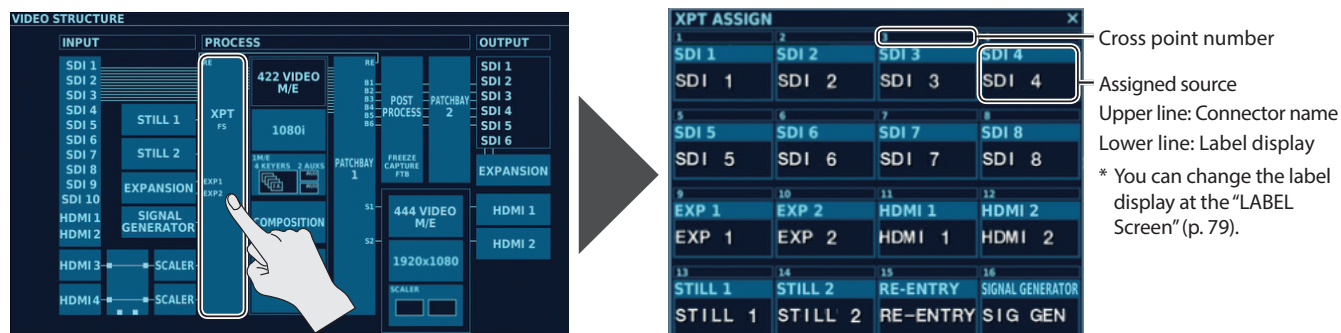 VIDEO STRUCTURE
INPUT
PROCESS
OUTPUT
SDI 1
SDI 2
SDI 3
SDI 4
SDI 5
SDI 6
SDI 7
SDI 8
SDI 9
SDI 10
HDMI 1
HDMI 2
HDMI 3
HDMI 4
STILL 1
STILL 2
EXPANSION
SIGNAL
GENERATOR
SCALER
SCALER
RE
XPT
FS
EXP1
EXP2
422 VIDEO
M/E
1080i
1M/E
4 KEYERS 2 AUXS
AUX1
AUX2
COMPOSITION
RE
B1
B2
B3
B4
B5
B6
S1
S2
PATCHBAY
1
POST
PROCESS
FREEZE
CAPTURE
FTB
PATCHBAY
2
444 VIDEO
M/E
1920x1080
SCALER
SDI 1
SDI 2
SDI 3
SDI 4
SDI 5
SDI 6
EXPANSION
HDMI 1
HDMI 2
XPT ASSIGN ×
1 2 3 4
SDI 1 SDI 2 SDI 3 SDI 4
SDI 1 SDI 2 SDI 3 SDI 4
5 6 7 8
SDI 5 SDI 6 SDI 7 SDI 8
SDI 5 SDI 6 SDI 7 SDI 8
9 10 11 12
EXP 1 EXP 2 HDMI 1 HDMI 2
EXP 1 EXP 2 HDMI 1 HDMI 2
13 14 15 16
STILL 1 STILL 2 RE-ENTRY SIGNAL GENERATOR
STILL 1 STILL 2 RE-ENTRY SIG GEN
Cross point number
Assigned source
Upper line: Connector name
Lower line: Label display
* You can change the label
display at the “LABEL
Screen” (p. 79).